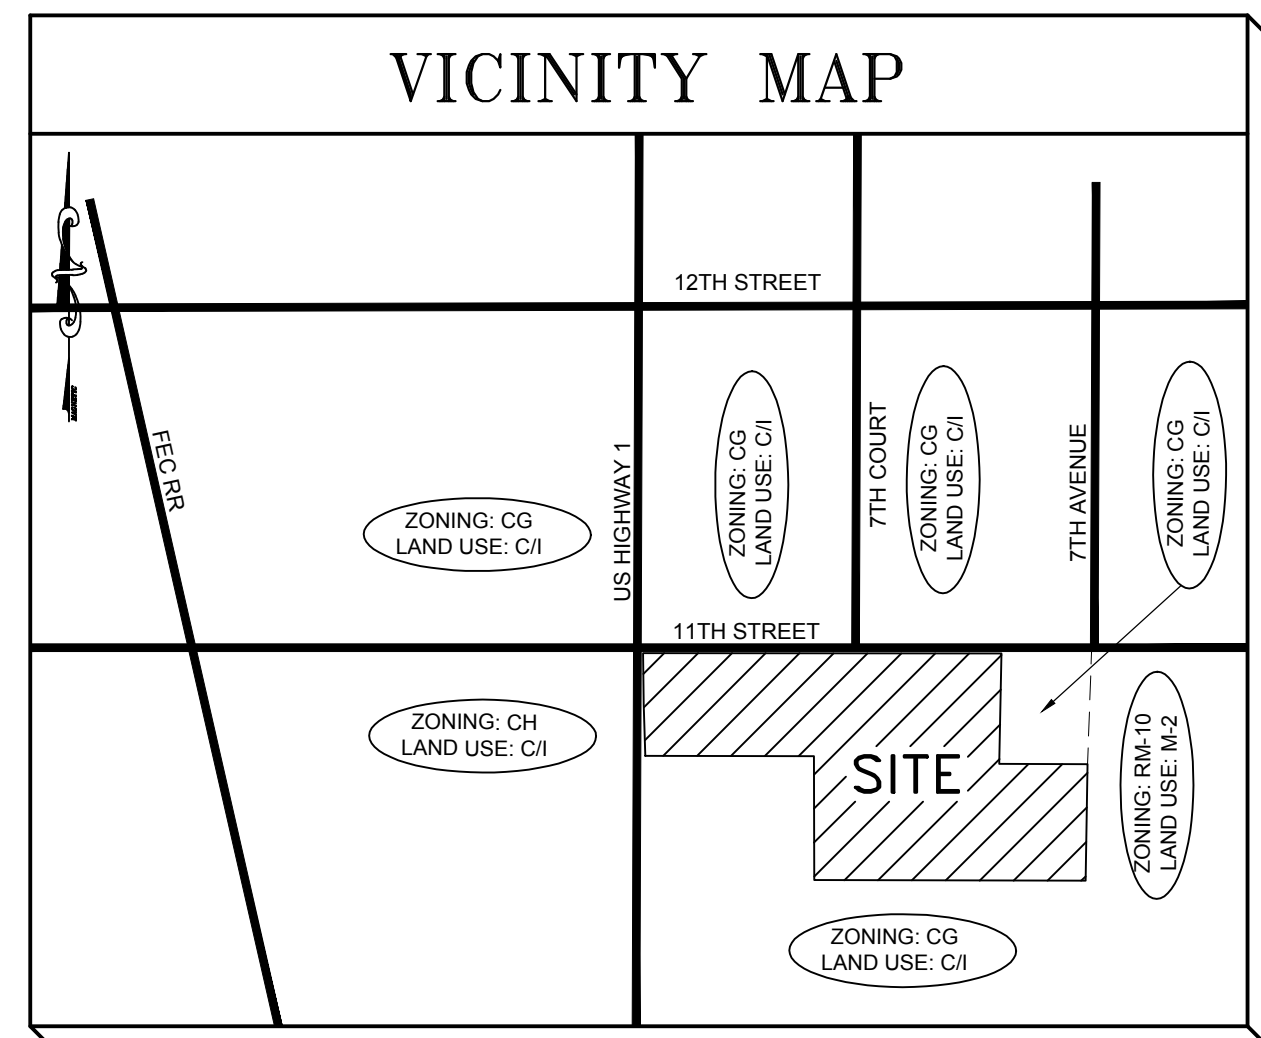 VICINITY MAP
12TH STREET
FEC RR
ZONING: CG
LAND USE: C/I
US HIGHWAY 1
ZONING: CG
LAND USE: C/I
7TH COURT
ZONING: CG
LAND USE: C/I
7TH AVENUE
ZONING: CG
LAND USE: C/I
11TH STREET
ZONING: CH
LAND USE: C/I
SITE
ZONING: RM-10
LAND USE: M-2
ZONING: CG
LAND USE: C/I